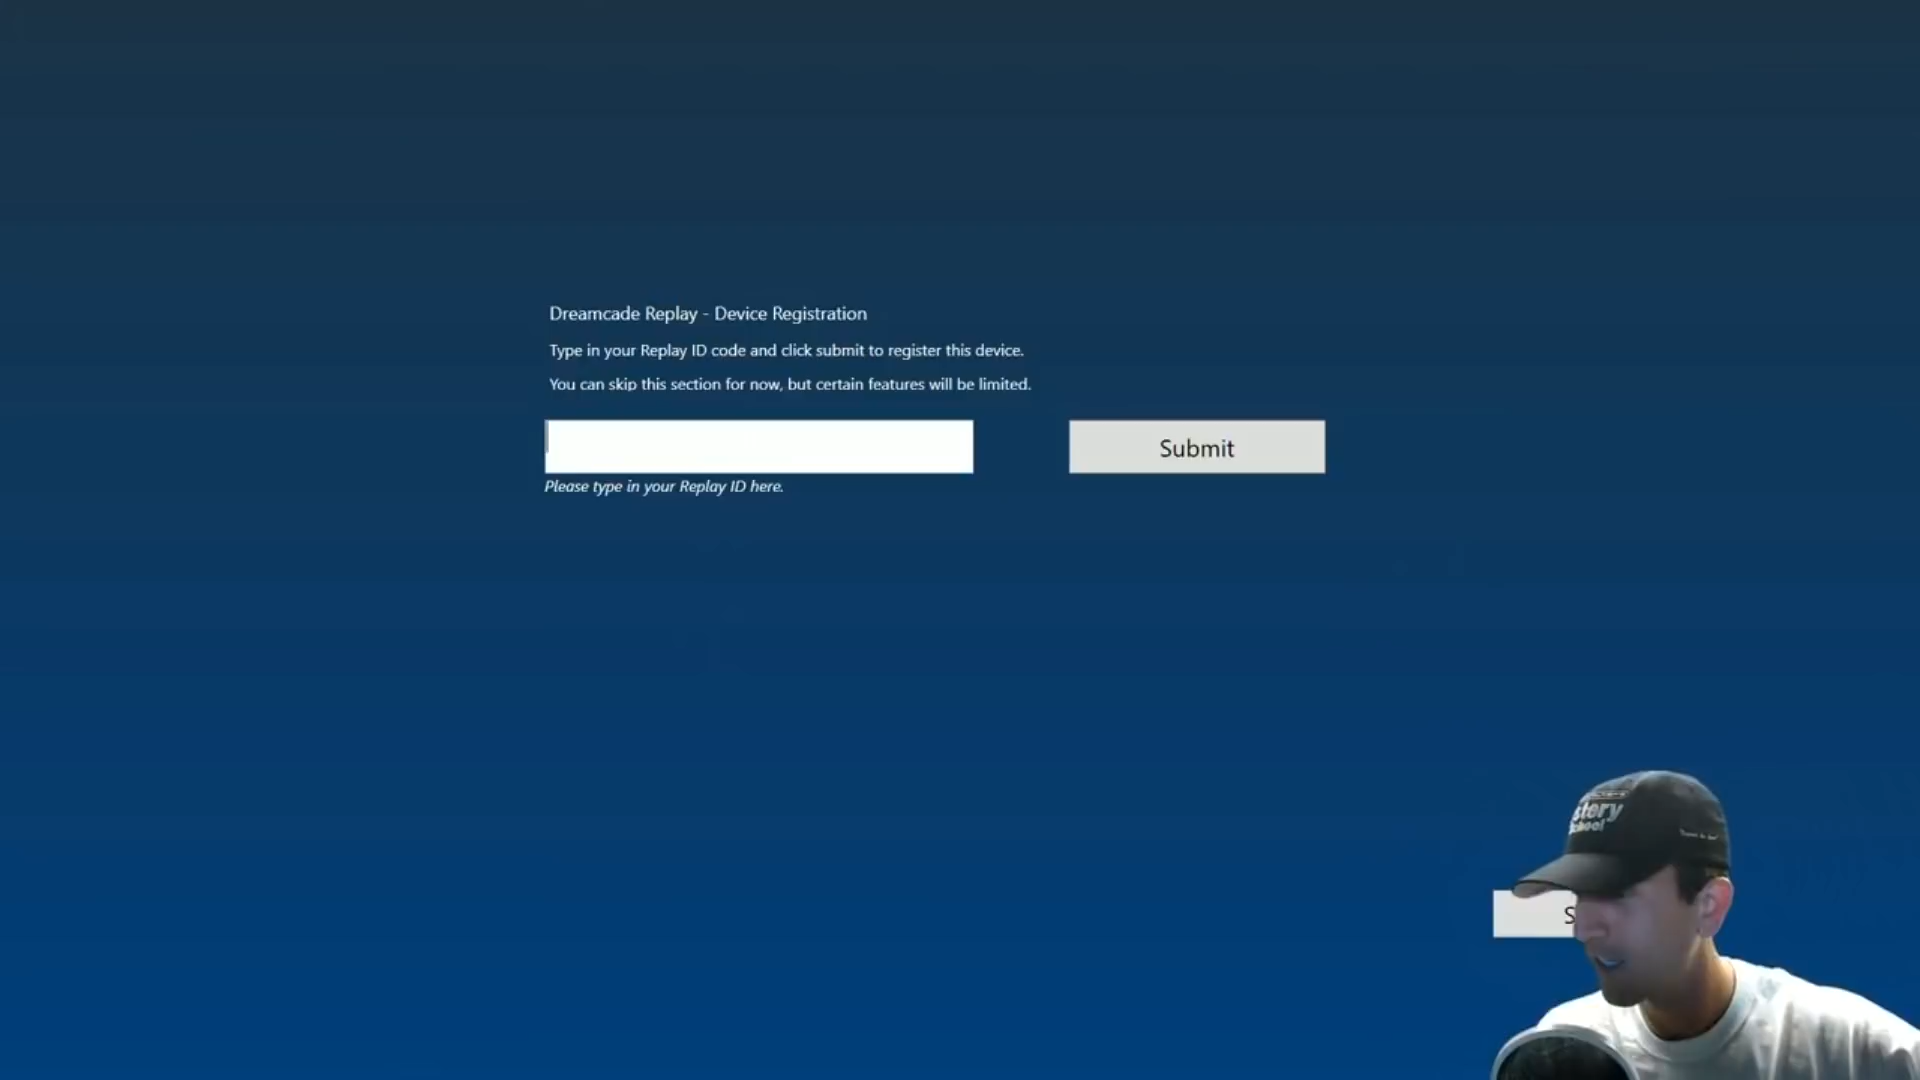 Dreamcade Replay - Device Registration
Type in your Replay ID code and click submit to register this device.
You can skip this section for now, but certain features will be limited.
Submit
Please type in your Replay ID here.
stery
School
S